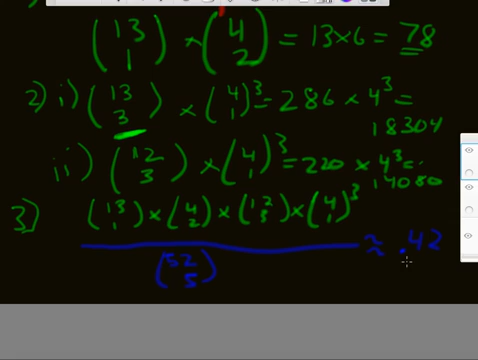 (13 1) × (4 2) = 13×6 = 78
2) i) (13 3) × (4 1)³ = 286 × 4³ = 18304
ii) (12 3) × (4 1)³ = 220 × 4³ = 14080
3) (13 1) × (4 2) × (12 3) × (4 1)³
(52 5)
≈ .42